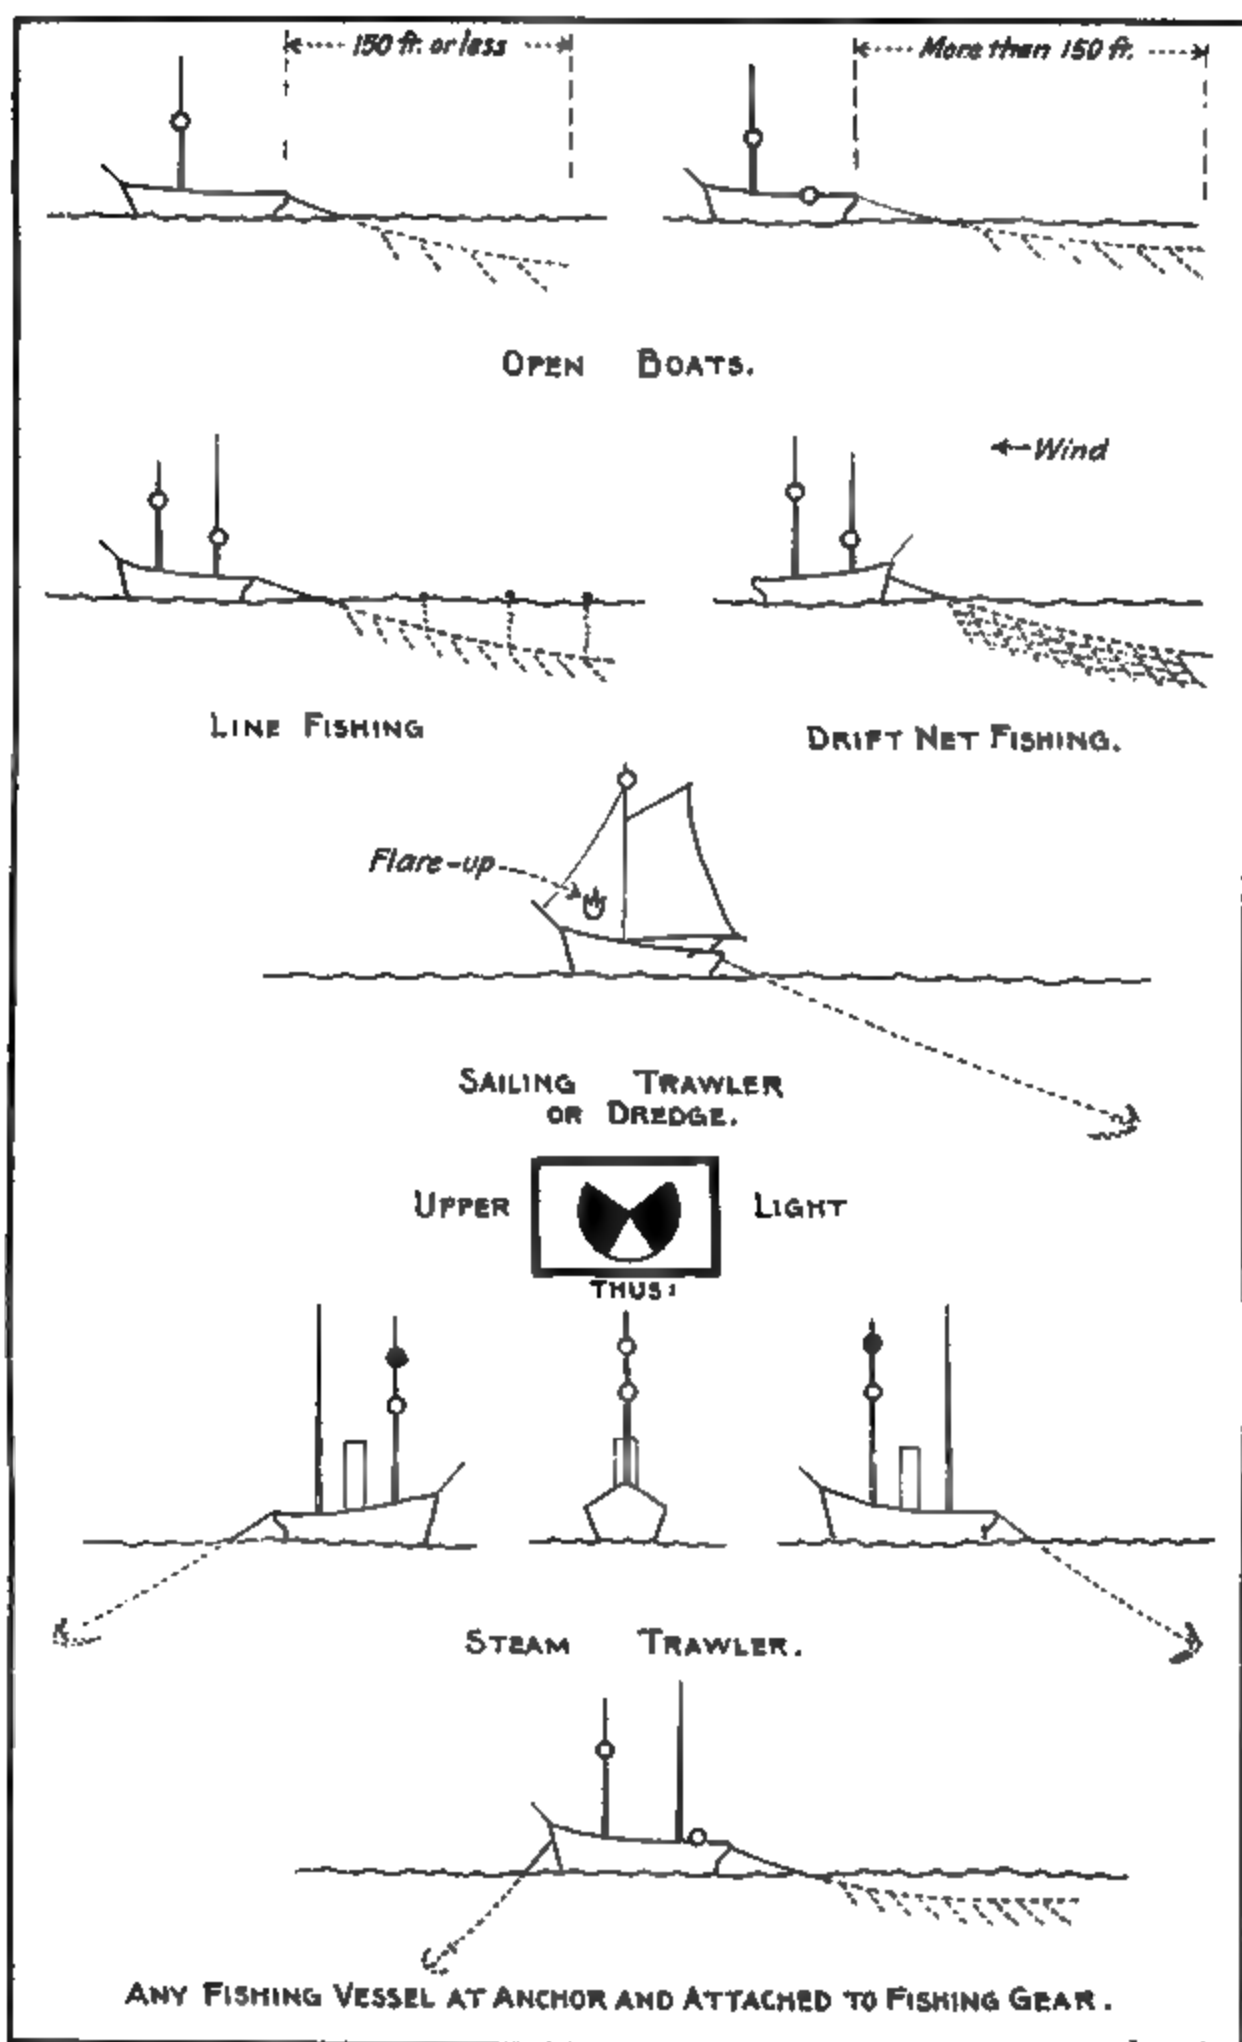 150 ft. or less
More than 150 ft.
OPEN BOATS.
Wind
LINE FISHING
DRIFT NET FISHING.
Flare-up
SAILING TRAWLER
OR DREDGE.
UPPER LIGHT
THUS:
STEAM TRAWLER.
ANY FISHING VESSEL AT ANCHOR AND ATTACHED TO FISHING GEAR.